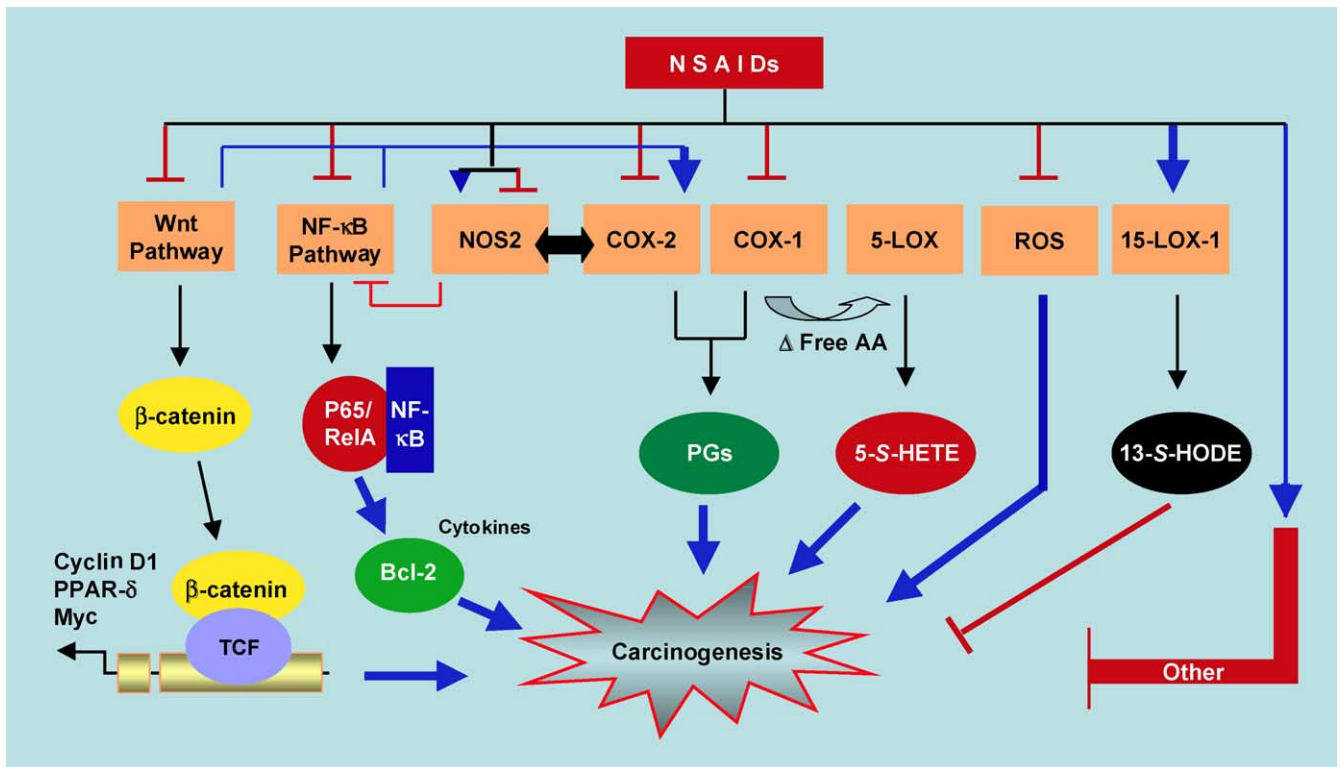 N S A I Ds
Wnt
Pathway
NF-κB
Pathway
NOS2
COX-2
COX-1
5-LOX
ROS
15-LOX-1
Δ Free AA
β-catenin
P65/
RelA
NF-
κB
PGs
5-S-HETE
13-S-HODE
Cytokines
Bcl-2
Cyclin D1
PPAR-δ
Myc
β-catenin
TCF
Carcinogenesis
Other